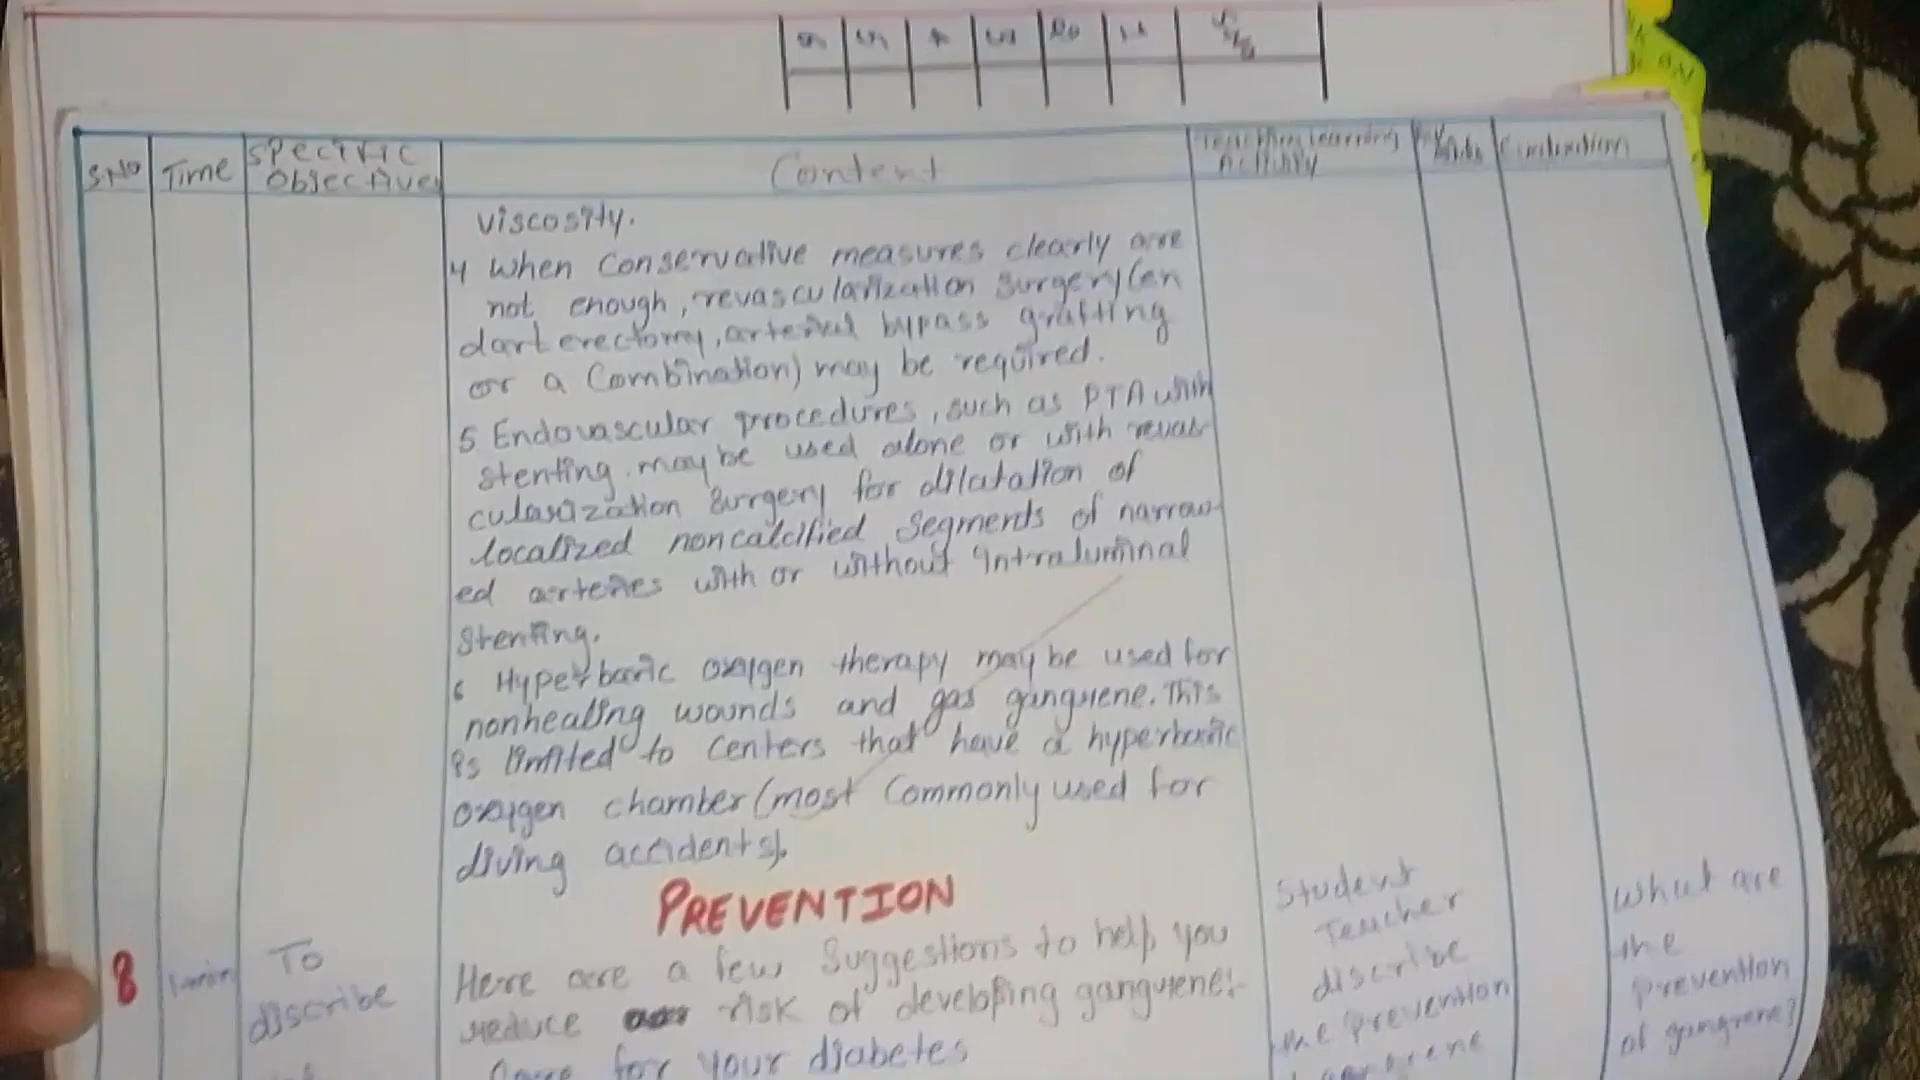 S.NO
Time
Specific
Objective
Content
Activity
viscosity.
4 When Conservative measures clearly are
not enough, revascularization Surgery (en
darterectomy, arterial bypass grafting
or a Combination) may be required.
5. Endovascular procedures, such as PTA with
stenting. may be used alone or with revas
cularization Surgery for dilatation of
localized noncalcified Segments of narrow
ed arteries with or without intraluminal
Stenting.
6 Hyperbaric oxygen therapy may be used for
nonhealing wounds and gas gangrene. This
is limited to Centers that have a hyperbaric
oxygen chamber (most Commonly used for
diving accidents).
PREVENTION
8
1 min
To
discribe
Here are a few Suggestions to help you
reduce risk of developing gangrene:-
Care for your diabetes
Student
Teacher
discribe
the prevention
What are
the
prevention
of gangrene?